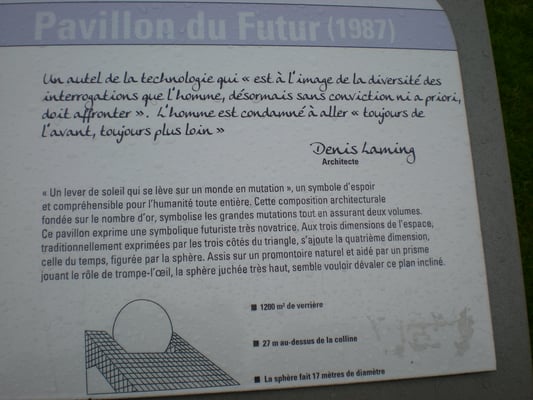 Pavillon du Futur (1987)
Un autel de la technologie qui « est à l'image de la diversité des
interrogations que l'homme, désormais sans conviction ni a priori,
doit affronter ». L'homme est condamné à aller « toujours de
l'avant, toujours plus loin »
Denis Laming
Architecte
« Un lever de soleil qui se lève sur un monde en mutation », un symbole d'espoir
et compréhensible pour l'humanité toute entière. Cette composition architecturale
fondée sur le nombre d'or, symbolise les grandes mutations tout en assurant deux volumes.
Ce pavillon exprime une symbolique futuriste très novatrice. Aux trois dimensions de l'espace,
traditionnellement exprimées par les trois côtés du triangle, s'ajoute la quatrième dimension,
celle du temps, figurée par la sphère. Assis sur un promontoire naturel et aidé par un prisme
jouant le rôle de trompe-l'œil, la sphère juchée très haut, semble vouloir dévaler ce plan incliné.
■ 1200 m² de verrière
■ 27 m au-dessus de la colline
■ La sphère fait 17 mètres de diamètre